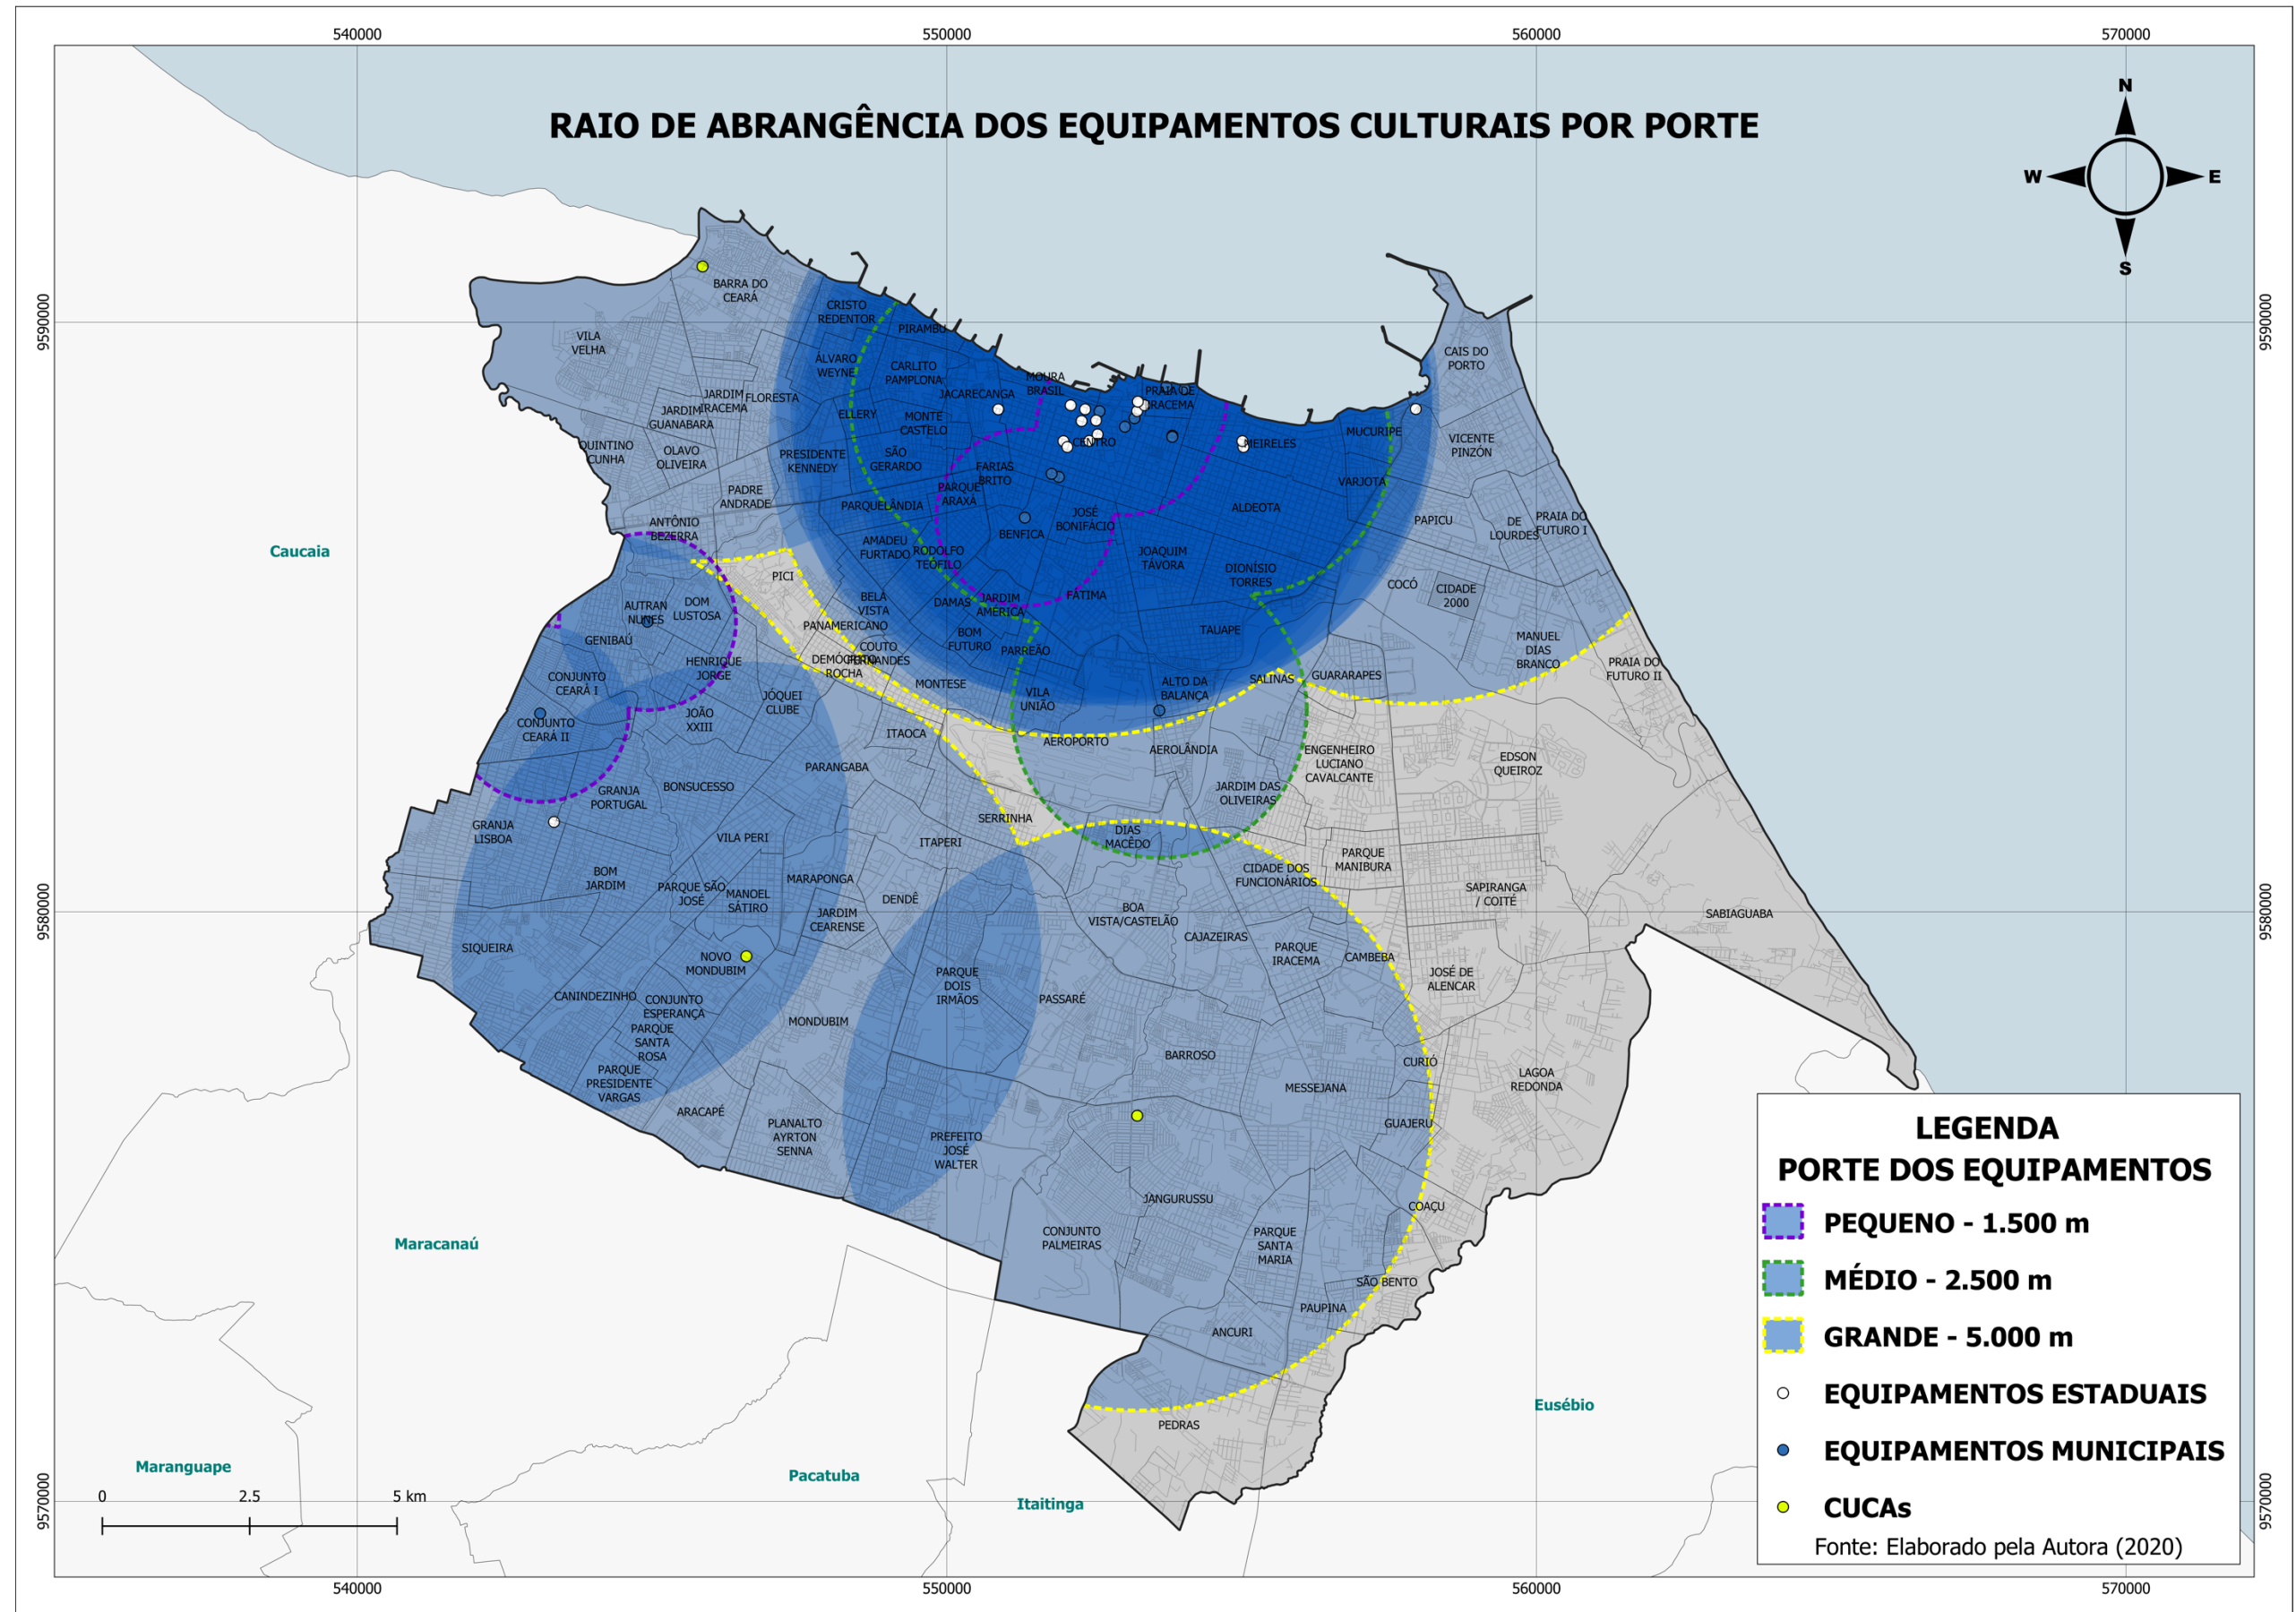 540000
550000
560000
570000
RAIO DE ABRANGÊNCIA DOS EQUIPAMENTOS CULTURAIS POR PORTE
N
W
E
S
9590000
9590000
BARRA DO
CEARÁ
CRISTO
REDENTOR
PIRAMBU
VILA
VELHA
ÁLVARO
WEYNE
CARLITO
PAMPLONA
JACARECANGA
MOURA
BRASIL
PRAIA DE
IRACEMA
CAIS DO
PORTO
JARDIM
IRACEMA
FLORESTA
JARDIM
GUANABARA
ELLERY
MONTE
CASTELO
CENTRO
MEIRELES
MUCURIPE
VICENTE
PINZÓN
QUINTINO
CUNHA
OLAVO
OLIVEIRA
PRESIDENTE
KENNEDY
SÃO
GERARDO
FARIAS
BRITO
PARQUE
ARAXÁ
VARJOTA
PADRE
ANDRADE
PARQUELÂNDIA
JOSÉ
BONIFÁCIO
ALDEOTA
PAPICU
DE
LOURDES
PRAIA DO
FUTURO I
ANTÔNIO
BEZERRA
BENFICA
AMADEU
FURTADO
RODOLFO
TEÓFILO
JOAQUIM
TÁVORA
DIONÍSIO
TORRES
Caucaia
PICI
COCÓ
CIDADE
2000
AUTRAN
NUNES
DOM
LUSTOSA
BELA
VISTA
DAMAS
JARDIM
AMÉRICA
FÁTIMA
PANAMERICANO
TAUAPE
GENIBAÚ
BOM
FUTURO
PARREÃO
MANUEL
DIAS
BRANCO
HENRIQUE
JORGE
DEMÓCRITO
ROCHA
COUTO
FERNANDES
PRAIA DO
FUTURO II
CONJUNTO
CEARÁ I
JÓQUEI
CLUBE
MONTESE
VILA
UNIÃO
ALTO DA
BALANÇA
SALINAS
GUARARAPES
CONJUNTO
CEARÁ II
JOÃO
XXIII
ITAOCA
AEROPORTO
AEROLÂNDIA
ENGENHEIRO
LUCIANO
CAVALCANTE
EDSON
QUEIROZ
PARANGABA
BONSUCESSO
GRANJA
PORTUGAL
JARDIM DAS
OLIVEIRAS
GRANJA
LISBOA
VILA PERI
SERRINHA
ITAPERI
DIAS
MACÊDO
PARQUE
MANIBURA
CIDADE DOS
FUNCIONÁRIOS
BOM
JARDIM
PARQUE SÃO
JOSÉ
MANOEL
SÁTIRO
MARAPONGA
DENDÊ
JARDIM
CEARENSE
BOA
VISTA/CASTELÃO
SAPIRANGA
/ COITÉ
SABIAGUABA
9580000
9580000
SIQUEIRA
NOVO
MONDUBIM
CAJAZEIRAS
PARQUE
IRACEMA
CAMBEBA
JOSÉ DE
ALENCAR
CANINDEZINHO
CONJUNTO
ESPERANÇA
PARQUE
DOIS
IRMÃOS
PASSARÉ
MONDUBIM
PARQUE
SANTA
ROSA
BARROSO
CURIÓ
LAGOA
REDONDA
PARQUE
PRESIDENTE
VARGAS
MESSEJANA
ARACAPÉ
PLANALTO
AYRTON
SENNA
PREFEITO
JOSÉ
WALTER
GUAJERU
JANGURUSSU
COAÇU
CONJUNTO
PALMEIRAS
PARQUE
SANTA
MARIA
SÃO BENTO
PAUPINA
ANCURI
PEDRAS
Maracanaú
Maranguape
Pacatuba
Itaitinga
Eusébio
0
2.5
5 km
9570000
9570000
LEGENDA
PORTE DOS EQUIPAMENTOS
PEQUENO - 1.500 m
MÉDIO - 2.500 m
GRANDE - 5.000 m
EQUIPAMENTOS ESTADUAIS
EQUIPAMENTOS MUNICIPAIS
CUCAs
Fonte: Elaborado pela Autora (2020)
540000
550000
560000
570000